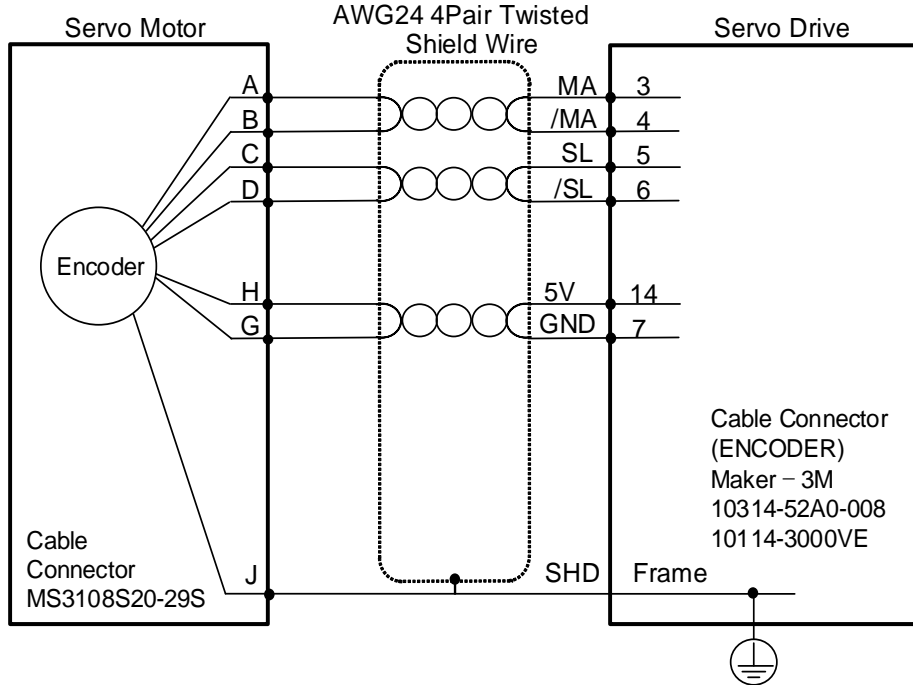 Servo Motor
AWG24 4Pair Twisted
Shield Wire
Servo Drive
A
MA
3
B
/MA
4
C
SL
5
D
/SL
6
Encoder
H
5V
14
G
GND
7
Cable Connector
(ENCODER)
Maker – 3M
10314-52A0-008
10114-3000VE
Cable
Connector
MS3108S20-29S
J
SHD
Frame